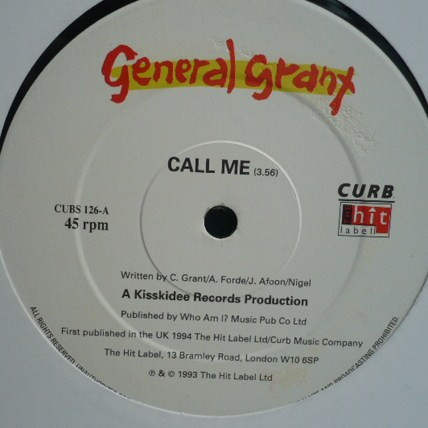 General Grant
CALL ME (3.56)
CURB
hit
label
CUBS 126-A
45 rpm
Written by C. Grant/A. Forde/J. Afoon/Nigel
A Kisskidee Records Production
Published by Who Am I? Music Pub Co Ltd
First published in the UK 1994 The Hit Label/Curb Music Company
The Hit Label, 13 Bramley Road, London W10 6SP
℗ & © 1993 The Hit Label Ltd
ALL RIGHTS RESERVED.
AND BROADCASTING PROHIBITED.